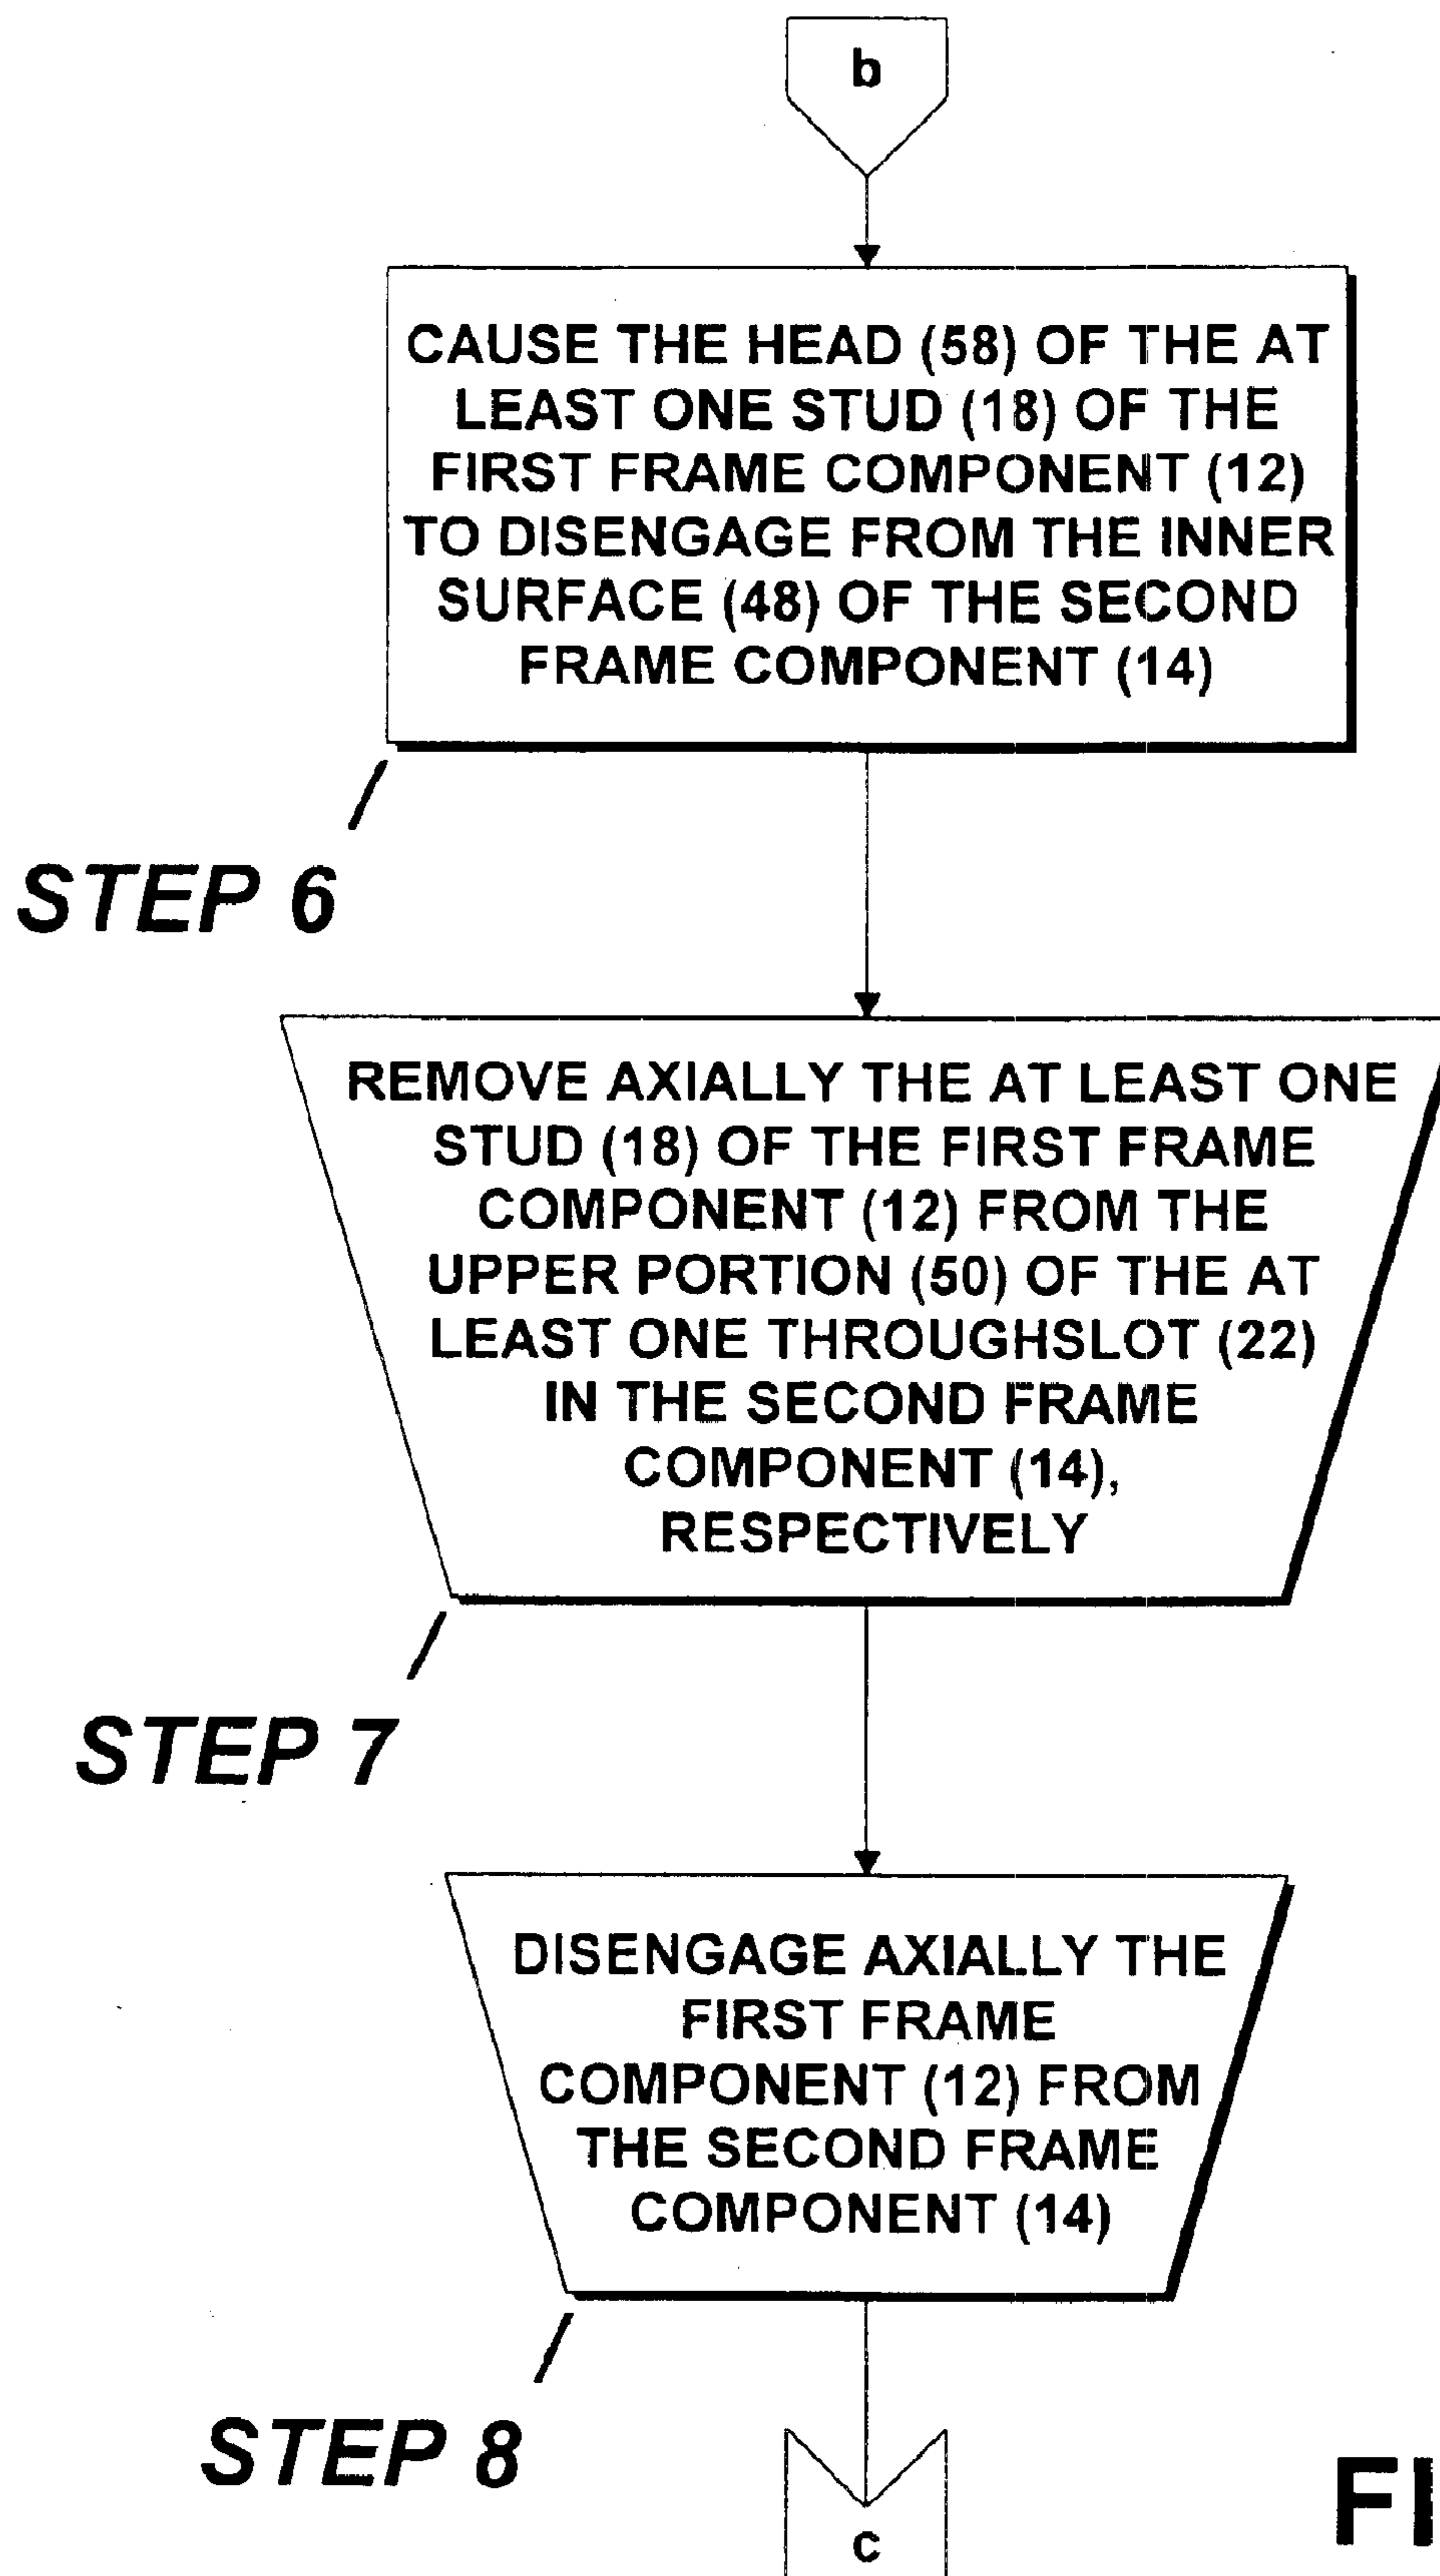 b
CAUSE THE HEAD (58) OF THE AT
LEAST ONE STUD (18) OF THE
FIRST FRAME COMPONENT (12)
TO DISENGAGE FROM THE INNER
SURFACE (48) OF THE SECOND
FRAME COMPONENT (14)
STEP 6
REMOVE AXIALLY THE AT LEAST ONE
STUD (18) OF THE FIRST FRAME
COMPONENT (12) FROM THE
UPPER PORTION (50) OF THE AT
LEAST ONE THROUGHSLOT (22)
IN THE SECOND FRAME
COMPONENT (14),
RESPECTIVELY
STEP 7
DISENGAGE AXIALLY THE
FIRST FRAME
COMPONENT (12) FROM
THE SECOND FRAME
COMPONENT (14)
STEP 8
FI
c